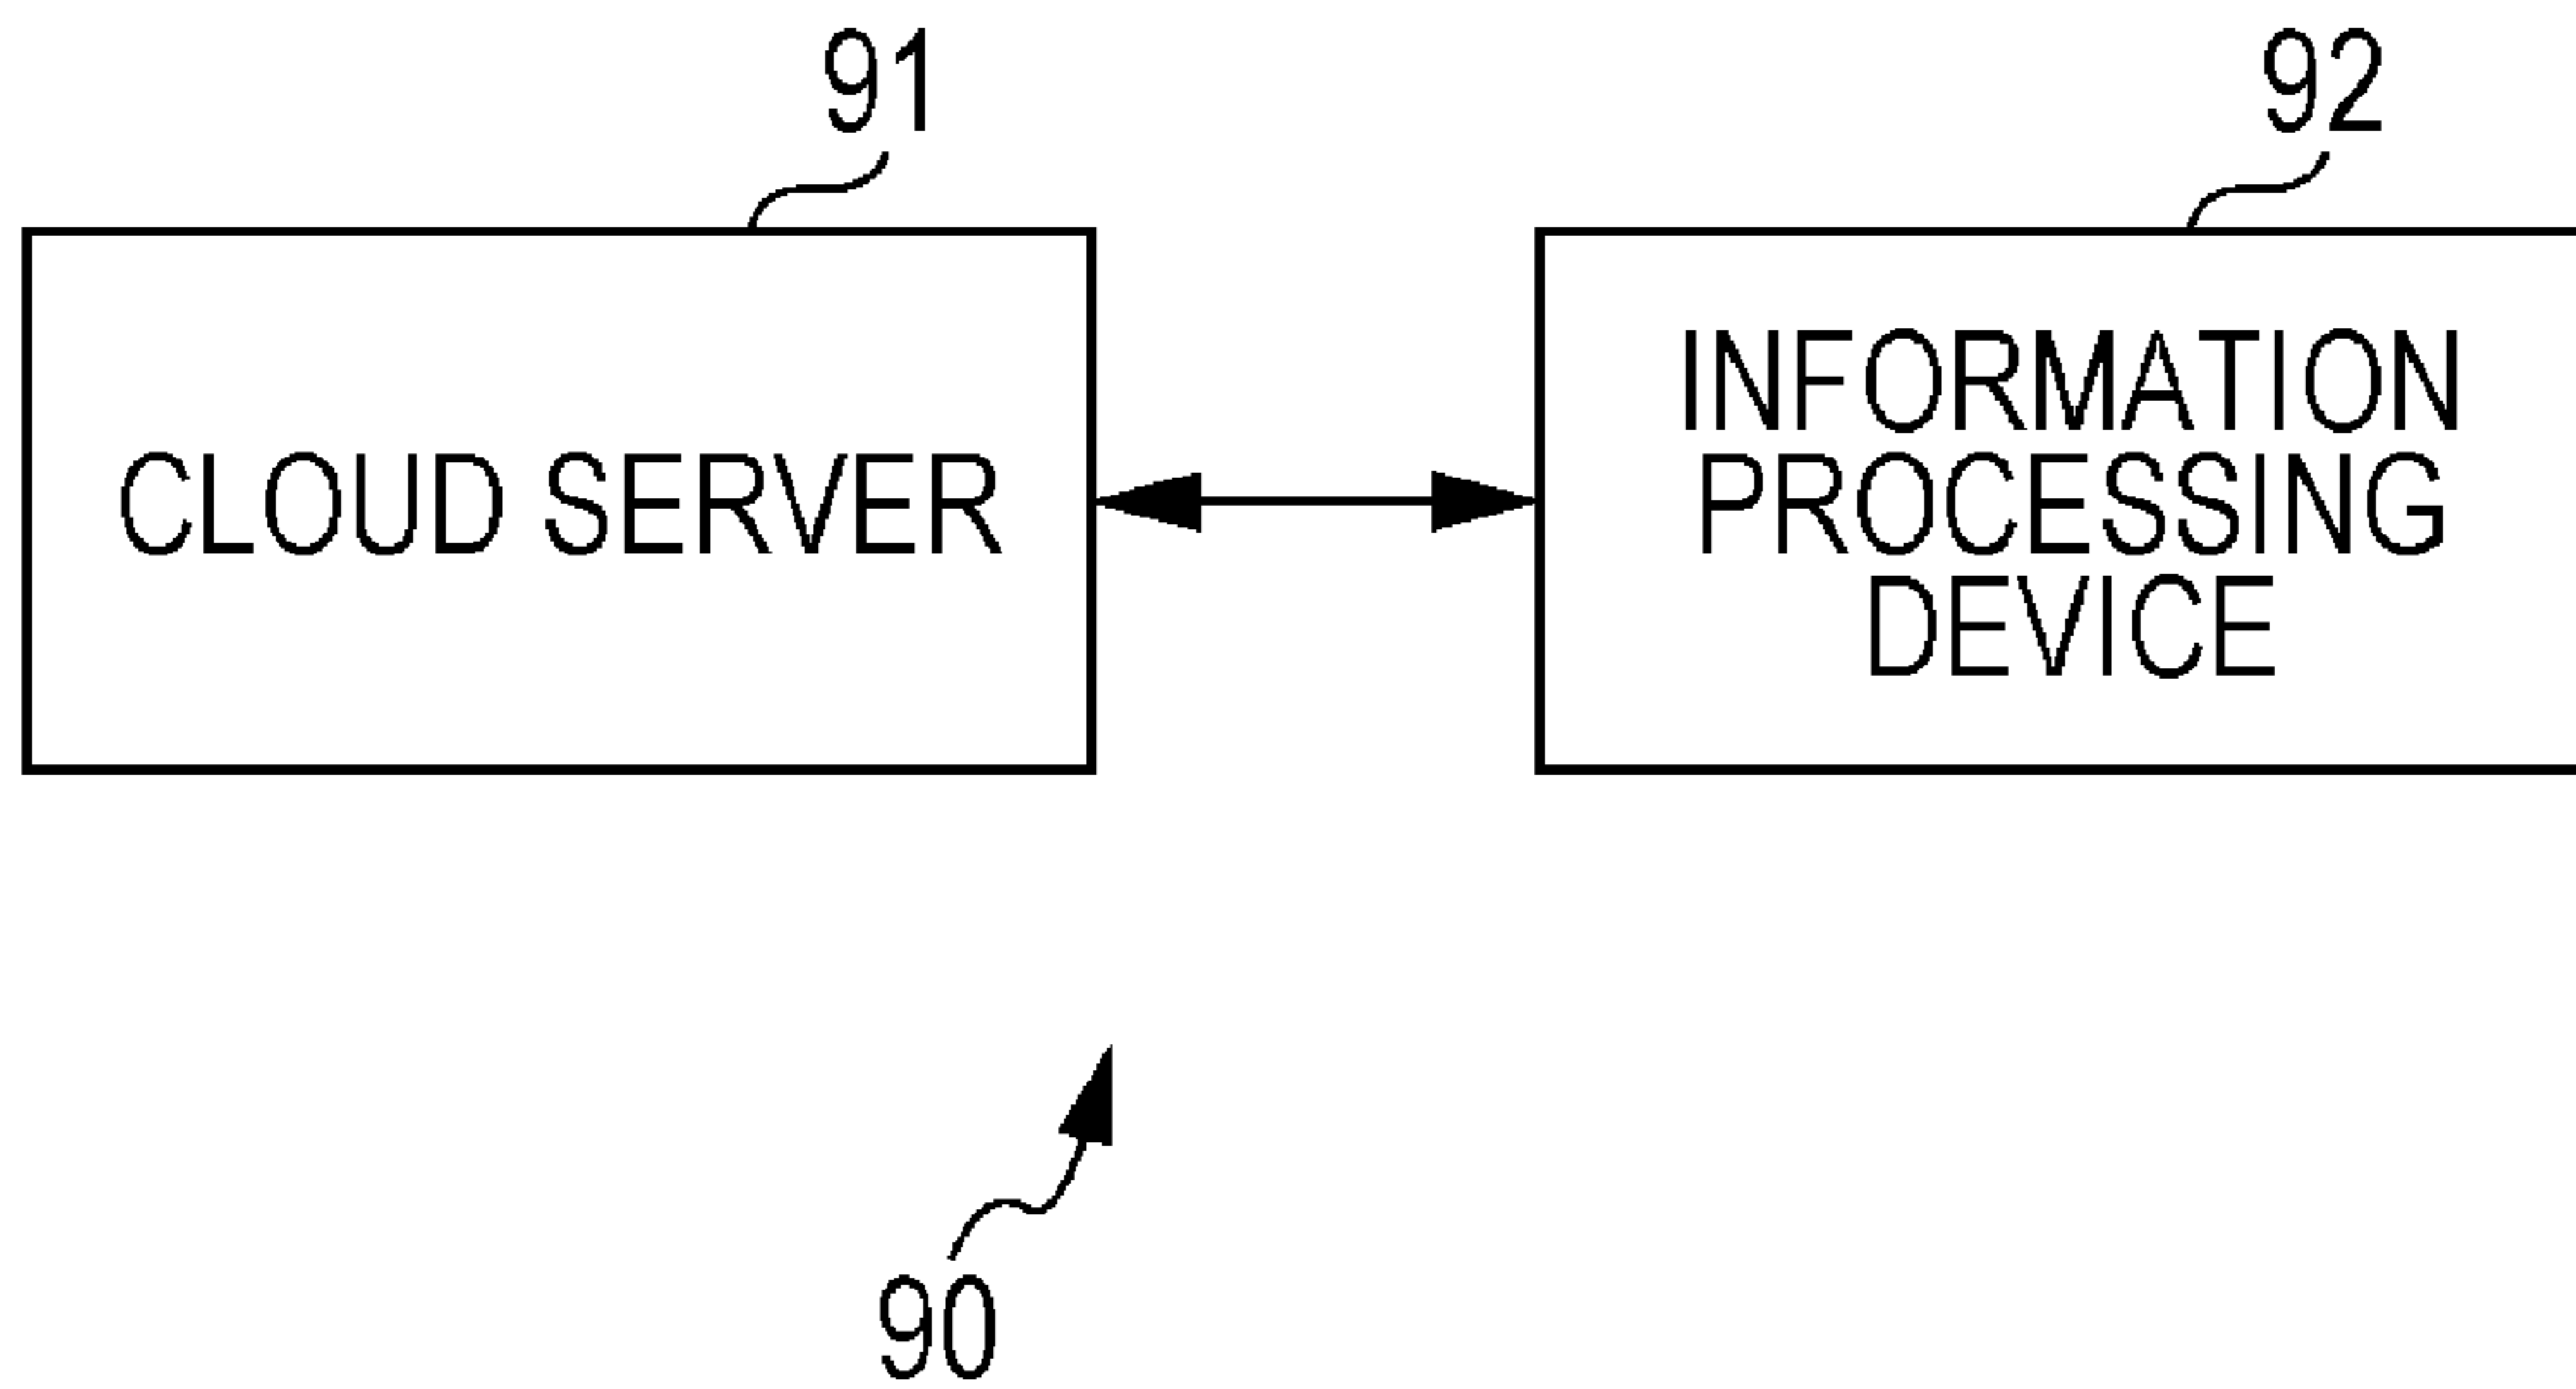 91
92
CLOUD SERVER
INFORMATION
PROCESSING
DEVICE
90